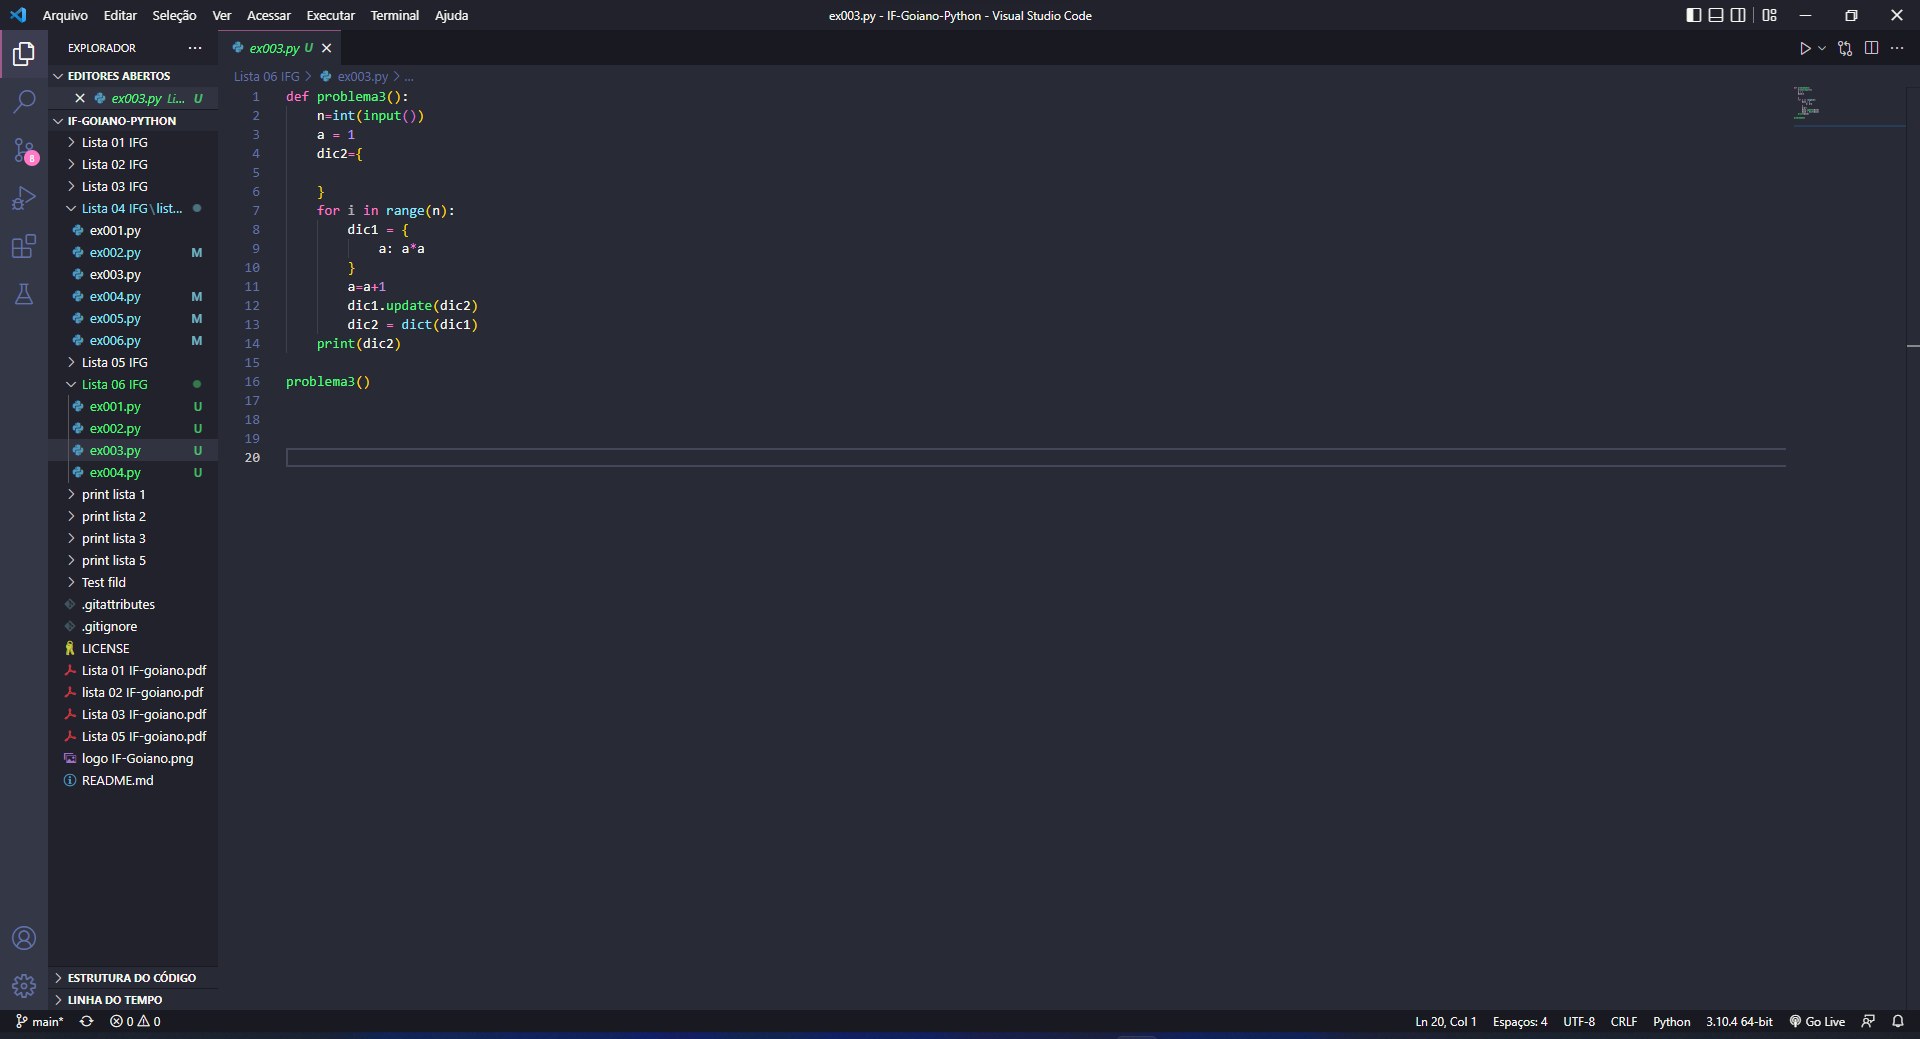 Arquivo Editar Seleção Ver Acessar Executar Terminal Ajuda
ex003.py - IF-Goiano-Python - Visual Studio Code
EXPLORADOR
EDITORES ABERTOS
ex003.py Li... U
IF-GOIANO-PYTHON
Lista 01 IFG
Lista 02 IFG
Lista 03 IFG
Lista 04 IFG\list...
ex001.py
ex002.py M
ex003.py
ex004.py M
ex005.py M
ex006.py M
Lista 05 IFG
Lista 06 IFG
ex001.py U
ex002.py U
ex003.py U
ex004.py U
print lista 1
print lista 2
print lista 3
print lista 5
Test fild
.gitattributes
.gitignore
LICENSE
Lista 01 IF-goiano.pdf
lista 02 IF-goiano.pdf
Lista 03 IF-goiano.pdf
Lista 05 IF-goiano.pdf
logo IF-Goiano.png
README.md
ESTRUTURA DO CÓDIGO
LINHA DO TEMPO
ex003.py U
Lista 06 IFG > ex003.py > ...
1 def problema3():
2 n=int(input())
3 a = 1
4 dic2={
5
6 }
7 for i in range(n):
8 dic1 = {
9 a: a*a
10 }
11 a=a+1
12 dic1.update(dic2)
13 dic2 = dict(dic1)
14 print(dic2)
15
16 problema3()
17
18
19
20
main* 0 0
Ln 20, Col 1 Espaços: 4 UTF-8 CRLF Python 3.10.4 64-bit Go Live